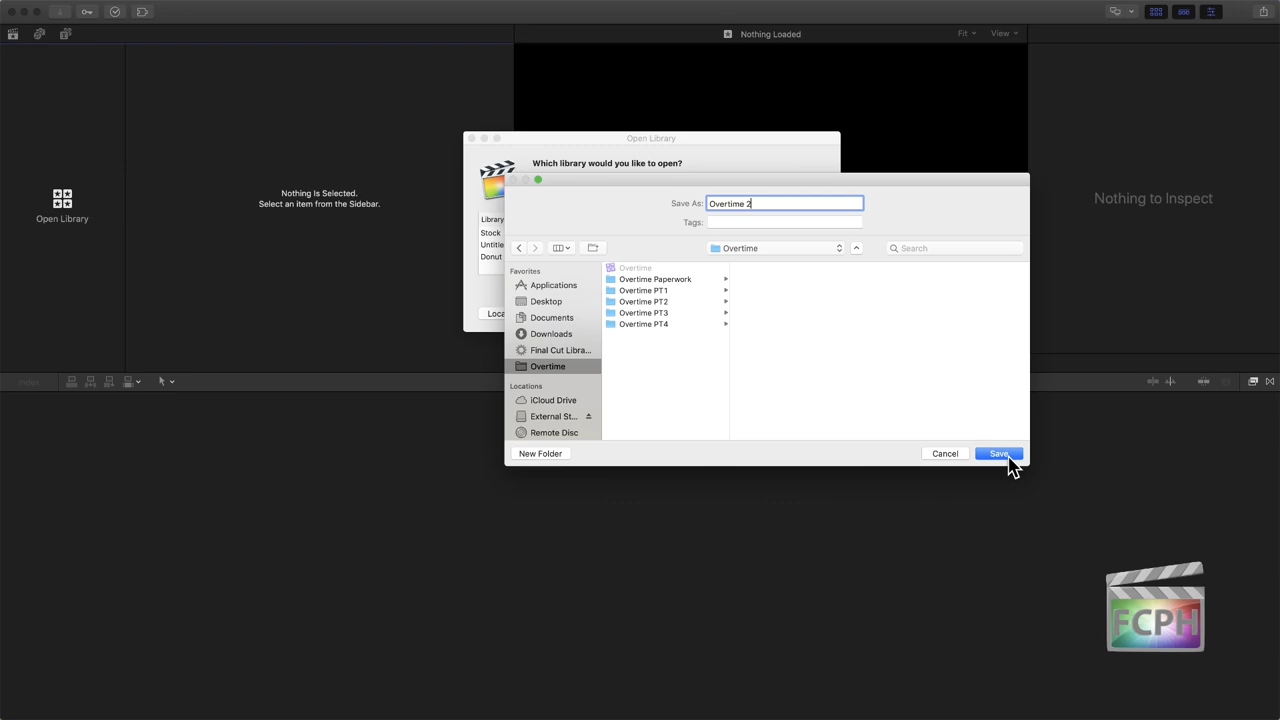 Nothing Loaded
Fit
View
Open Library
Which library would you like to open?
Nothing Is Selected.
Select an item from the Sidebar.
Open Library
Nothing to Inspect
Library
Stock
Untitle
Donut
Loca
Save As: Overtime 2
Tags:
Overtime
Search
Favorites
Applications
Desktop
Documents
Downloads
Final Cut Libra...
Overtime
Locations
iCloud Drive
External St...
Remote Disc
Overtime
Overtime Paperwork
Overtime PT1
Overtime PT2
Overtime PT3
Overtime PT4
New Folder
Cancel
Save
Index
FCPH